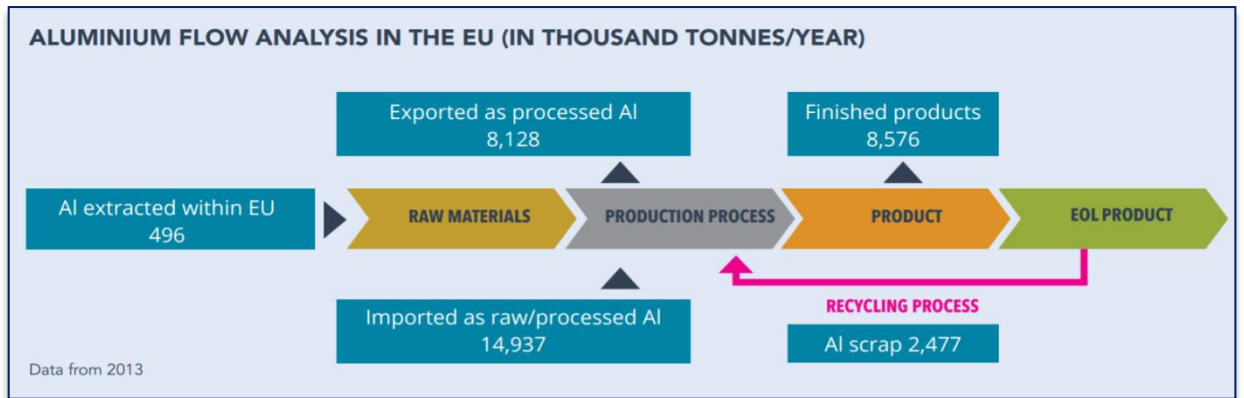 ALUMINIUM FLOW ANALYSIS IN THE EU (IN THOUSAND TONNES/YEAR)
Exported as processed Al
8,128
Finished products
8,576
Al extracted within EU
496
RAW MATERIALS
PRODUCTION PROCESS
PRODUCT
EOL PRODUCT
Imported as raw/processed Al
14,937
RECYCLING PROCESS
Al scrap 2,477
Data from 2013